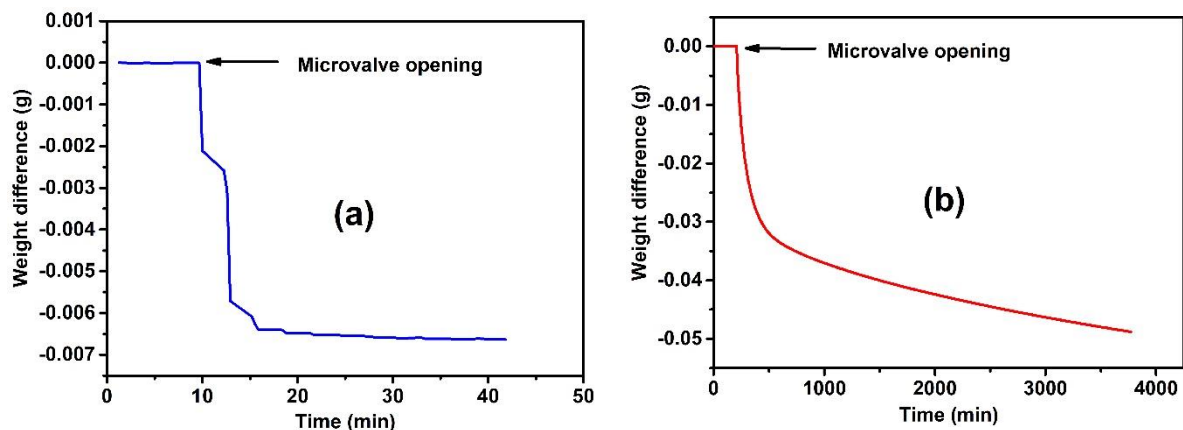 0.001
0.000
-0.001
-0.002
-0.003
-0.004
-0.005
-0.006
-0.007
Weight difference (g)
Microvalve opening
(a)
0 10 20 30 40 50
Time (min)
0.00
-0.01
-0.02
-0.03
-0.04
-0.05
Weight difference (g)
Microvalve opening
(b)
0 1000 2000 3000 4000
Time (min)